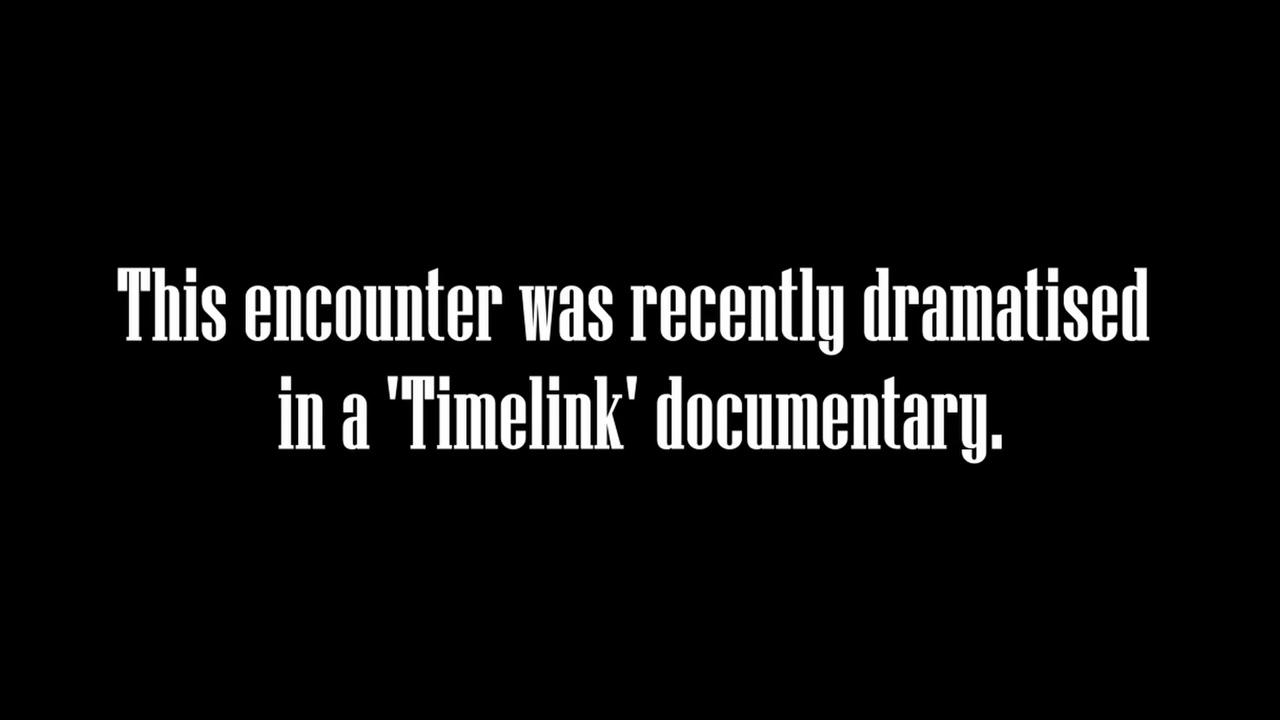 This encounter was recently dramatised
in a 'Timelink' documentary.